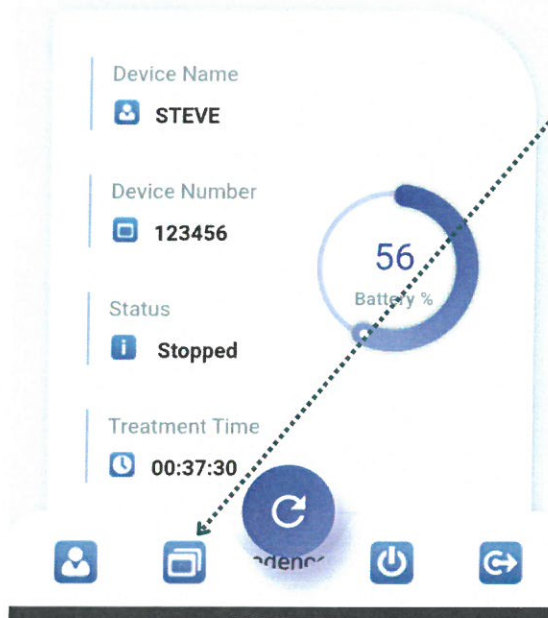 Device Name
STEVE
Device Number
123456
56
Battery %
Status
Stopped
Treatment Time
00:37:30